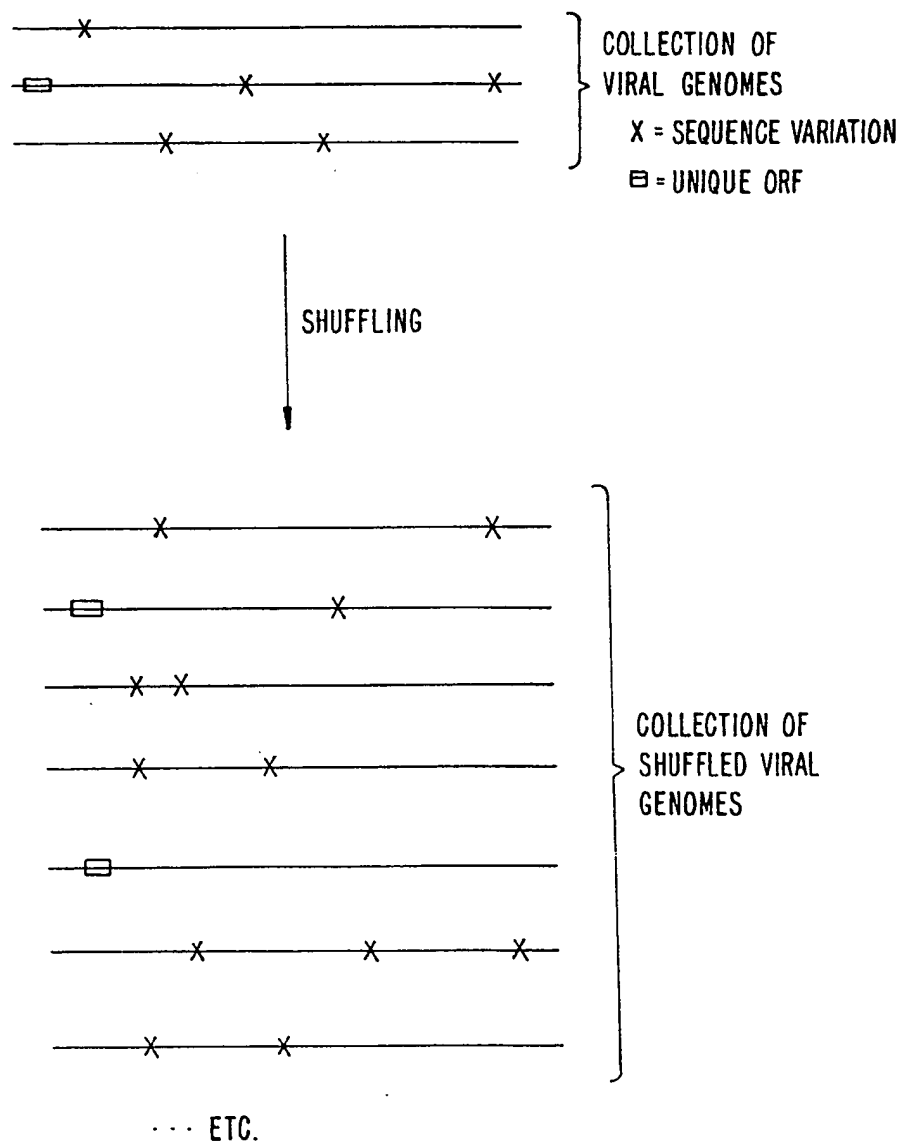 COLLECTION OF
VIRAL GENOMES
X = SEQUENCE VARIATION
= UNIQUE ORF
SHUFFLING
COLLECTION OF
SHUFFLED VIRAL
GENOMES
... ETC.